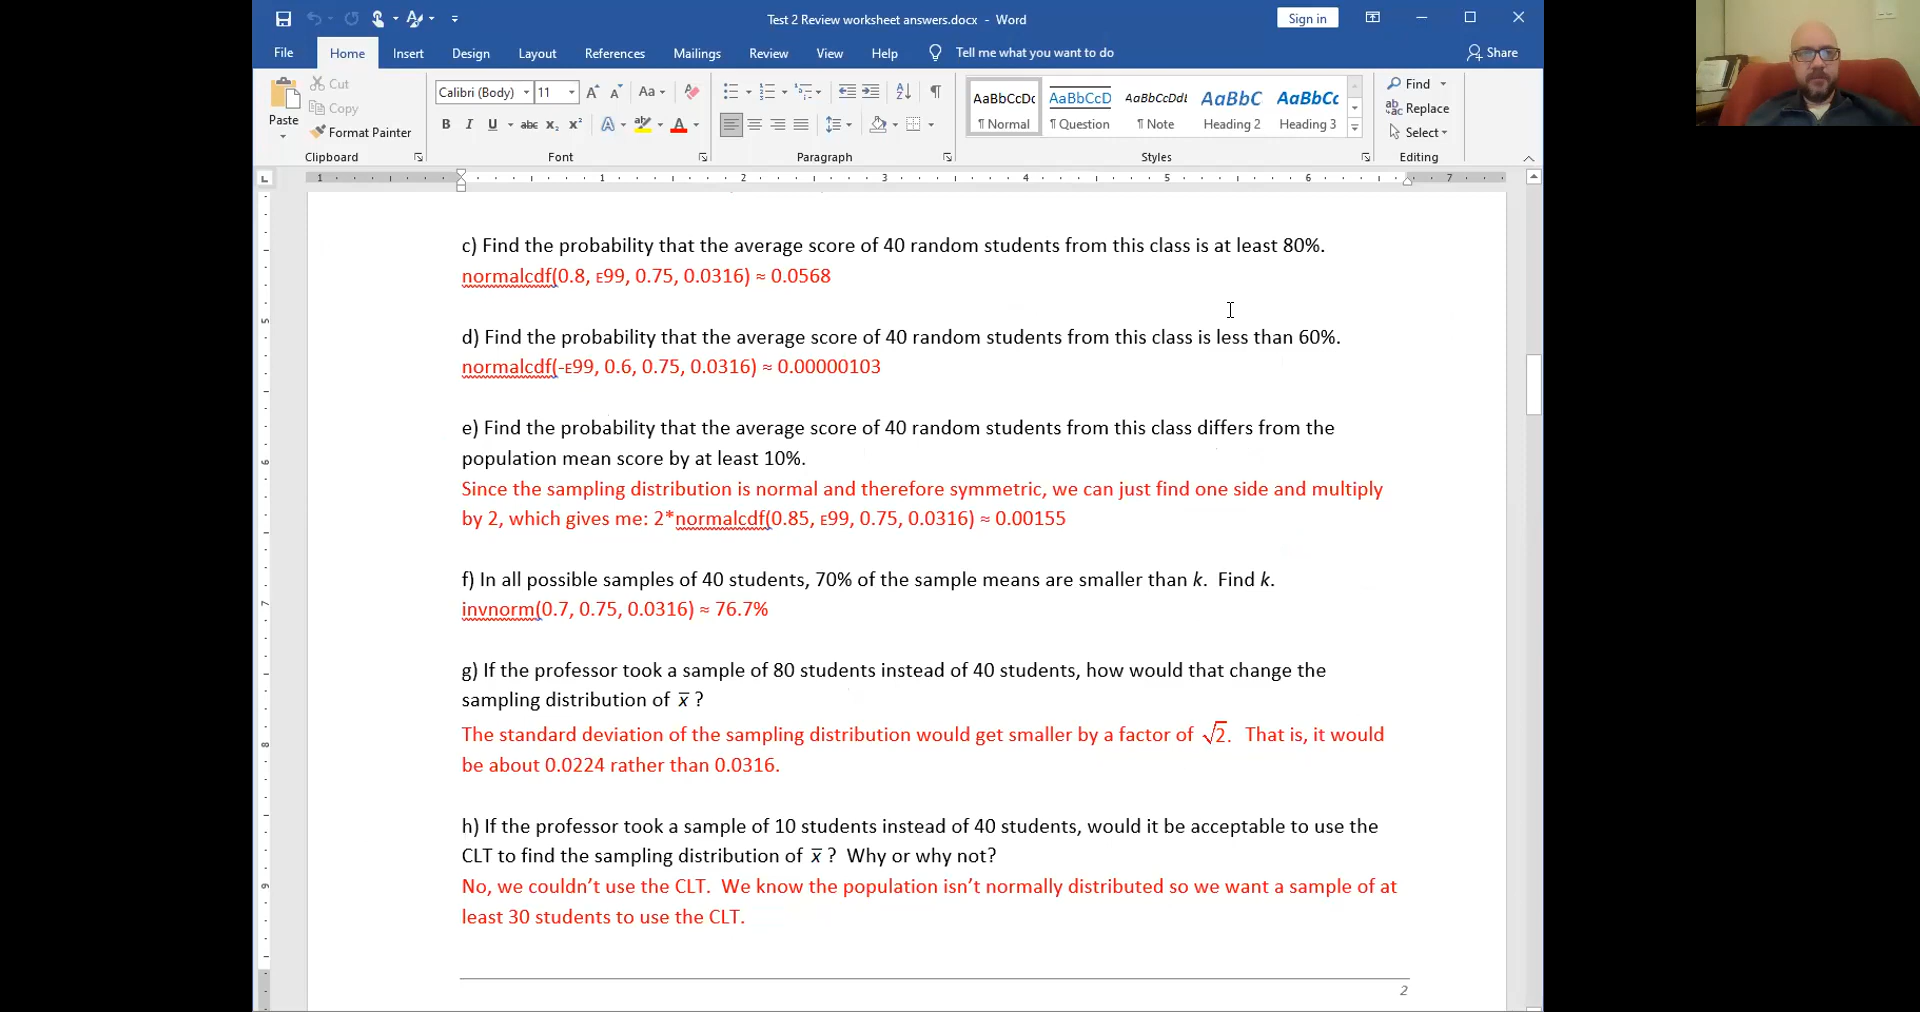 Test 2 Review worksheet answers.docx - Word
Sign in
File Home Insert Design Layout References Mailings Review View Help Tell me what you want to do Share
Paste
Cut
Copy
Format Painter
Clipboard
Calibri (Body) 11
Font
Paragraph
AaBbCcDc
¶ Normal
AaBbCcD
¶ Question
AaBbCcDdI
¶ Note
AaBbC
Heading 2
AaBbCc
Heading 3
Styles
Find
Replace
Select
Editing
1 1 2 3 4 5 6 7
c) Find the probability that the average score of 40 random students from this class is at least 80%.
normalcdf(0.8, ᴇ99, 0.75, 0.0316) ≈ 0.0568
d) Find the probability that the average score of 40 random students from this class is less than 60%.
normalcdf(-ᴇ99, 0.6, 0.75, 0.0316) ≈ 0.00000103
e) Find the probability that the average score of 40 random students from this class differs from the
population mean score by at least 10%.
Since the sampling distribution is normal and therefore symmetric, we can just find one side and multiply
by 2, which gives me: 2*normalcdf(0.85, ᴇ99, 0.75, 0.0316) ≈ 0.00155
f) In all possible samples of 40 students, 70% of the sample means are smaller than k. Find k.
invnorm(0.7, 0.75, 0.0316) ≈ 76.7%
g) If the professor took a sample of 80 students instead of 40 students, how would that change the
sampling distribution of x̅ ?
The standard deviation of the sampling distribution would get smaller by a factor of √2. That is, it would
be about 0.0224 rather than 0.0316.
h) If the professor took a sample of 10 students instead of 40 students, would it be acceptable to use the
CLT to find the sampling distribution of x̅ ? Why or why not?
No, we couldn't use the CLT. We know the population isn't normally distributed so we want a sample of at
least 30 students to use the CLT.
2